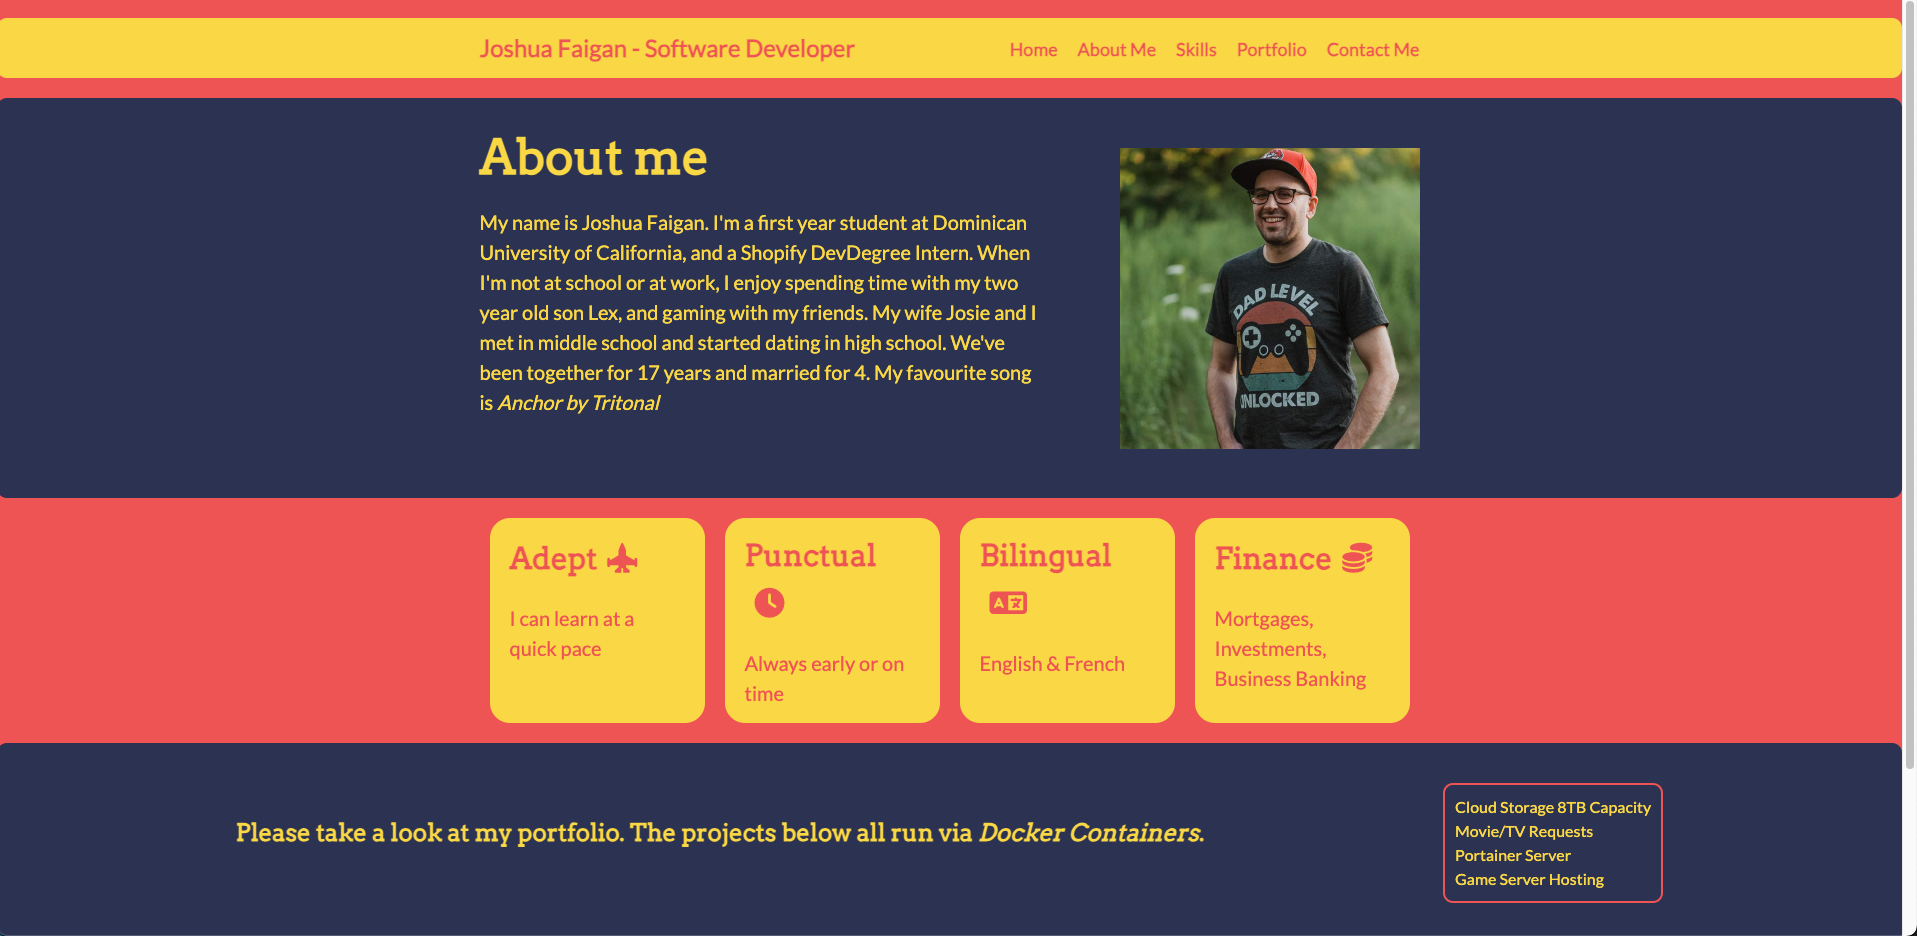 Joshua Faigan - Software Developer
Home About Me Skills Portfolio Contact Me
About me
My name is Joshua Faigan. I'm a first year student at Dominican
University of California, and a Shopify DevDegree Intern. When
I'm not at school or at work, I enjoy spending time with my two
year old son Lex, and gaming with my friends. My wife Josie and I
met in middle school and started dating in high school. We've
been together for 17 years and married for 4. My favourite song
is Anchor by Tritonal
DAD LEVEL
UNLOCKED
Adept
I can learn at a
quick pace
Punctual
Always early or on
time
Bilingual
A 文
English & French
Finance
Mortgages,
Investments,
Business Banking
Please take a look at my portfolio. The projects below all run via Docker Containers.
Cloud Storage 8TB Capacity
Movie/TV Requests
Portainer Server
Game Server Hosting